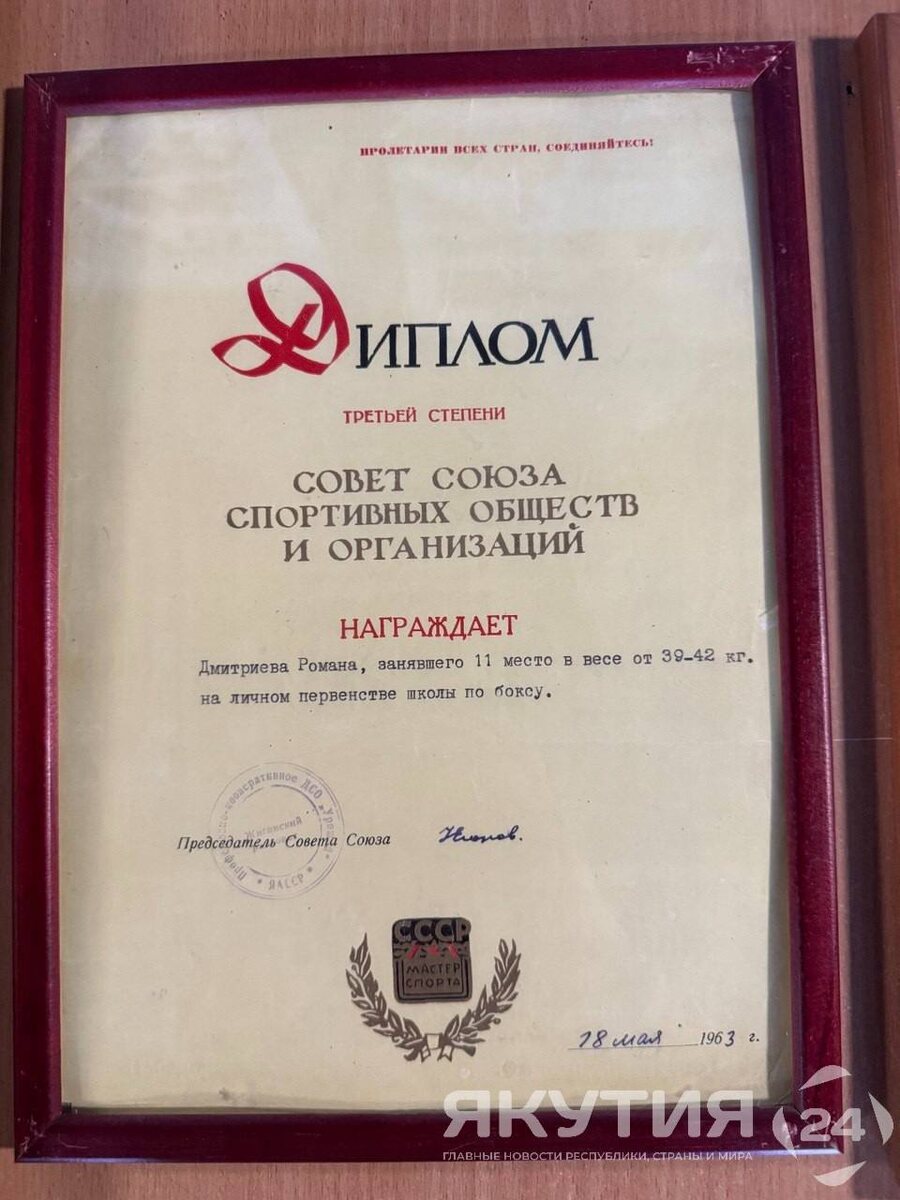 ПРОЛЕТАРИИ ВСЕХ СТРАН, СОЕДИНЯЙТЕСЬ!
ДИПЛОМ
ТРЕТЬЕЙ СТЕПЕНИ
СОВЕТ СОЮЗА
СПОРТИВНЫХ ОБЩЕСТВ
И ОРГАНИЗАЦИЙ
НАГРАЖДАЕТ
Дмитриева Романа, занявшего 11 место в весе от 39-42 кг.
на личном первенстве школы по боксу.
Председатель Совета Союза
ЯАССР
СССР
МАСТЕР
СПОРТА
18 мая 1963 г.
ЯКУТИЯ 24
ГЛАВНЫЕ НОВОСТИ РЕСПУБЛИКИ, СТРАНЫ И МИРА